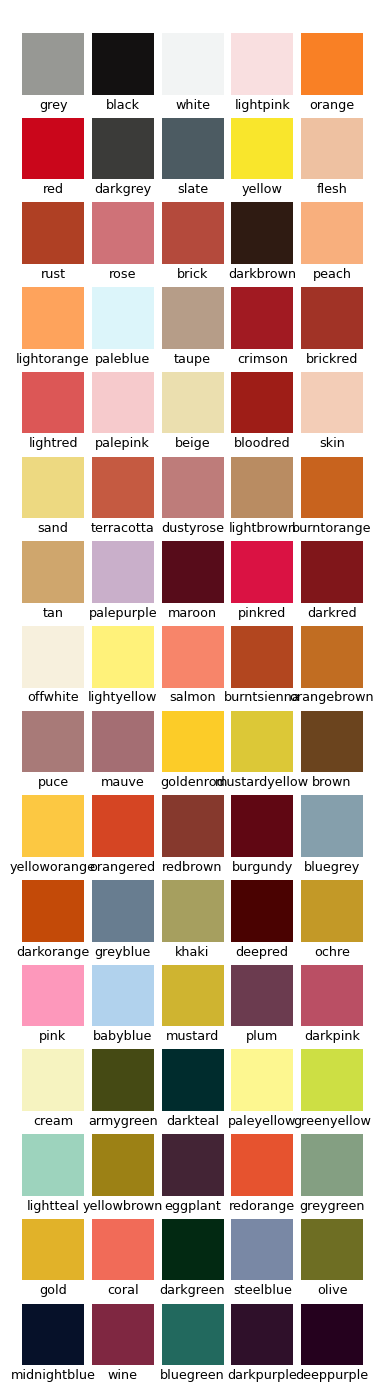 grey black white lightpink orange
red darkgrey slate yellow flesh
rust rose brick darkbrown peach
lightorange paleblue taupe crimson brickred
lightred palepink beige bloodred skin
sand terracotta dustyrose lightbrown burntorange
tan palepurple maroon pinkred darkred
offwhite lightyellow salmon burntsienna orangebrown
puce mauve goldenrod mustardyellow brown
yelloworange orangered redbrown burgundy bluegrey
darkorange greyblue khaki deepred ochre
pink babyblue mustard plum darkpink
cream armygreen darkteal paleyellow greenyellow
lightteal yellowbrown eggplant redorange greygreen
gold coral darkgreen steelblue olive
midnightblue wine bluegreen darkpurple deeppurple